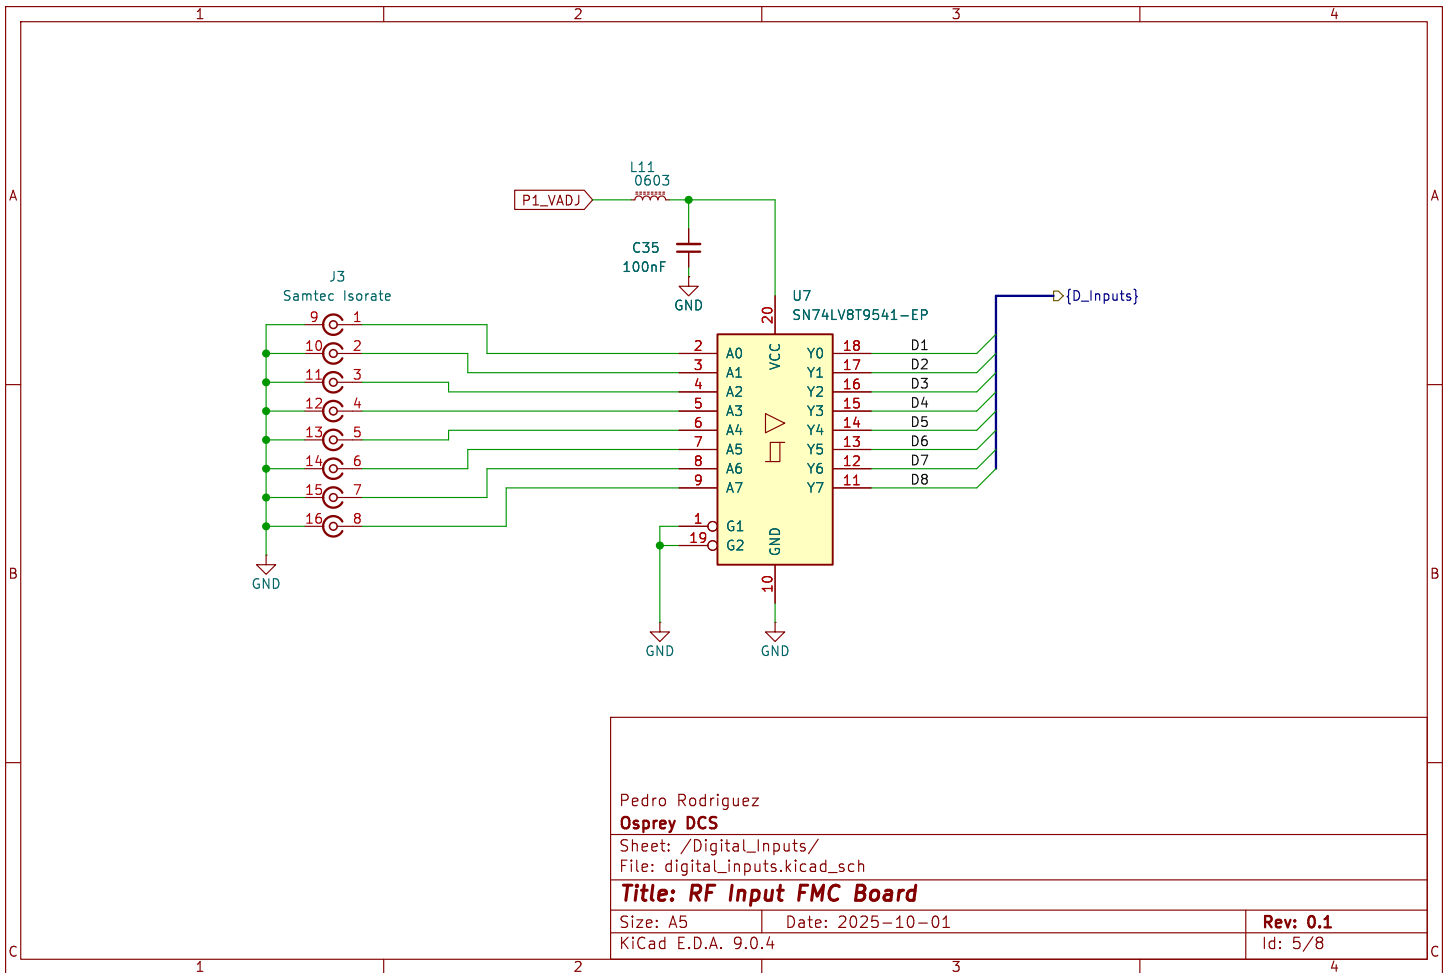 1 2 3 4
A A
L11
0603
P1_VADJ
C35
100nF
GND
J3
Samtec Isorate
U7
SN74LV8T9541-EP
{D_Inputs}
20
VCC
9 1
10 2
11 3
12 4
13 5
14 6
15 7
16 8
GND
2 A0 Y0 18 D1
3 A1 Y1 17 D2
4 A2 Y2 16 D3
5 A3 Y3 15 D4
6 A4 Y4 14 D5
7 A5 Y5 13 D6
8 A6 Y6 12 D7
9 A7 Y7 11 D8
1 G1
19 G2
GND
10
GND
GND
B B
Pedro Rodriguez
Osprey DCS
Sheet: /Digital_Inputs/
File: digital_inputs.kicad_sch
Title: RF Input FMC Board
Size: A5 Date: 2025-10-01 Rev: 0.1
KiCad E.D.A. 9.0.4 Id: 5/8
C C
1 2 3 4